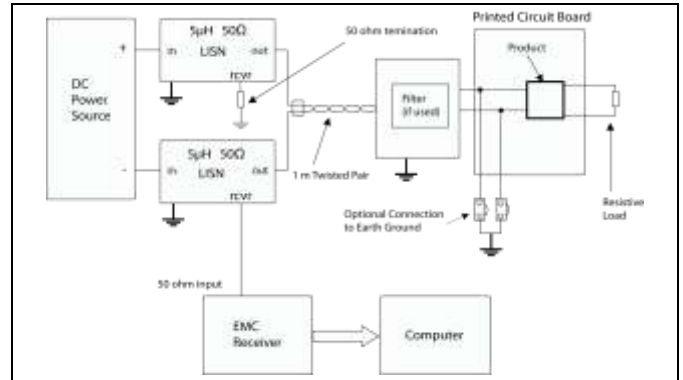 Printed Circuit Board
5µH 50Ω
50 ohm temination
Product
+ in out
LISN
rcvr
DC
Power
Source
Filter
(if used)
5µH 50Ω
- in out
LISN
rcvr
1 m Twisted Pair
Optional Connection
to Earth Ground
Resistive
Load
50 ohm input
EMC
Receiver
Computer